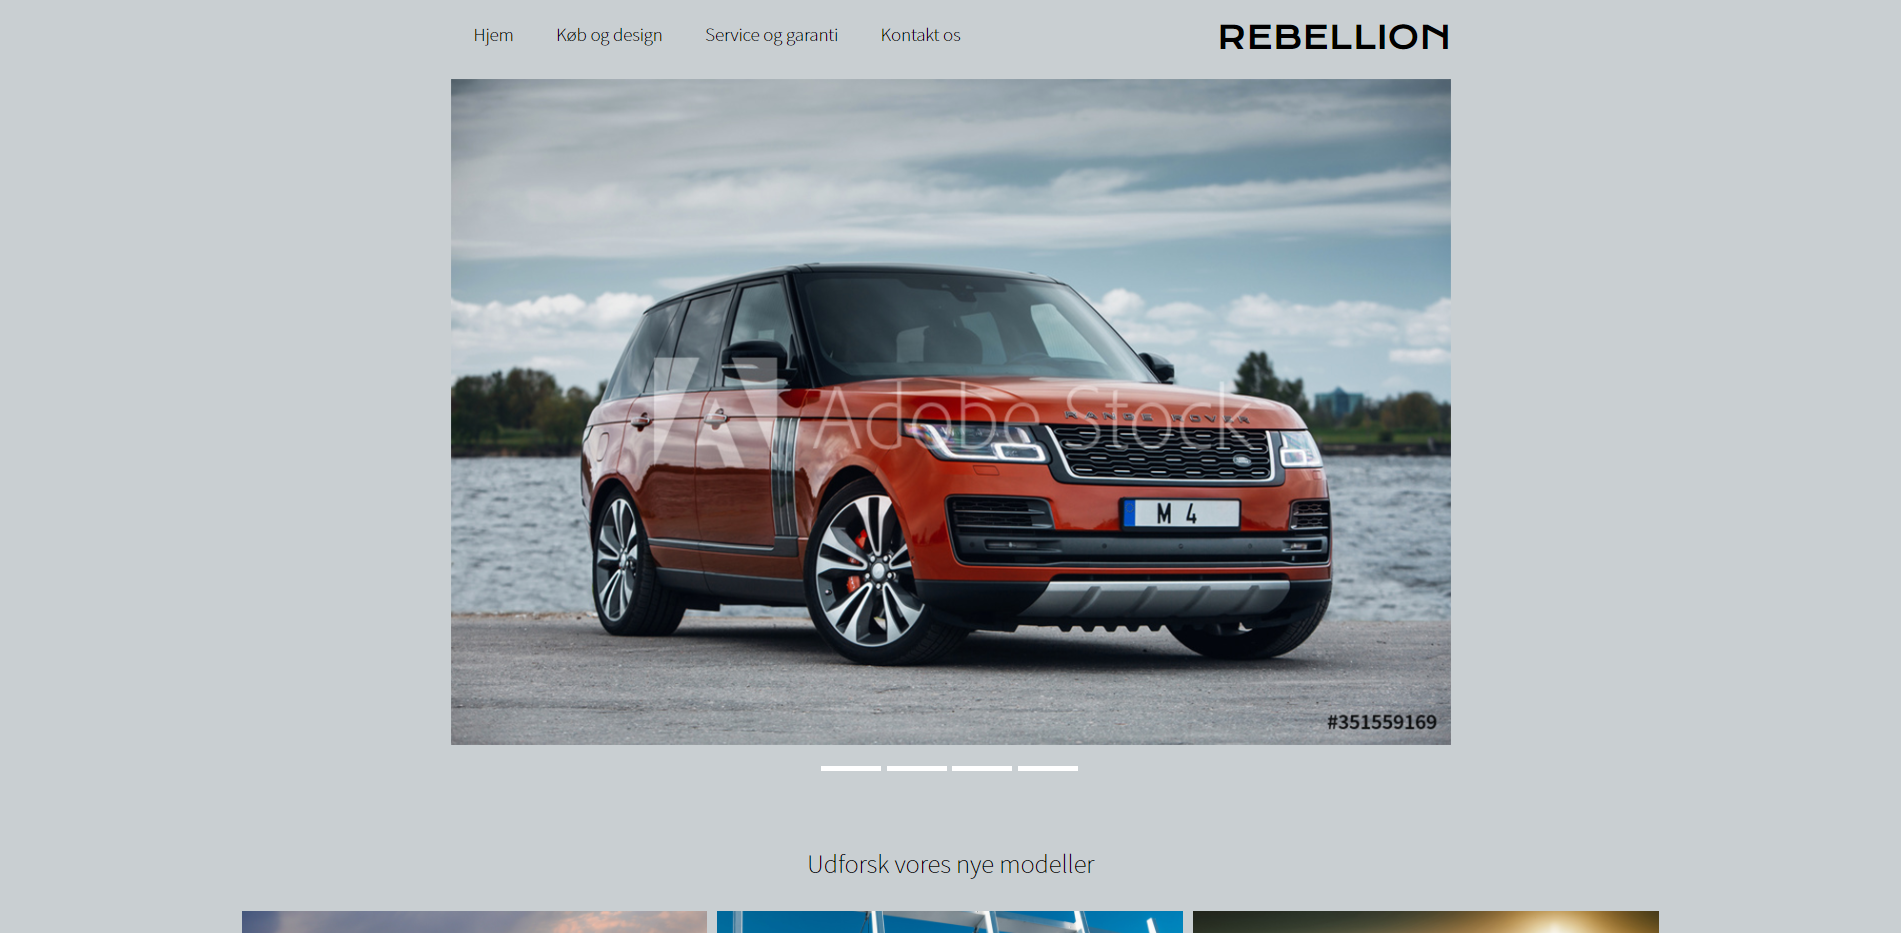 Hjem Køb og design Service og garanti Kontakt os REBELLION
Adobe Stock
RANGE ROVER
M 4
#351559169
Udforsk vores nye modeller